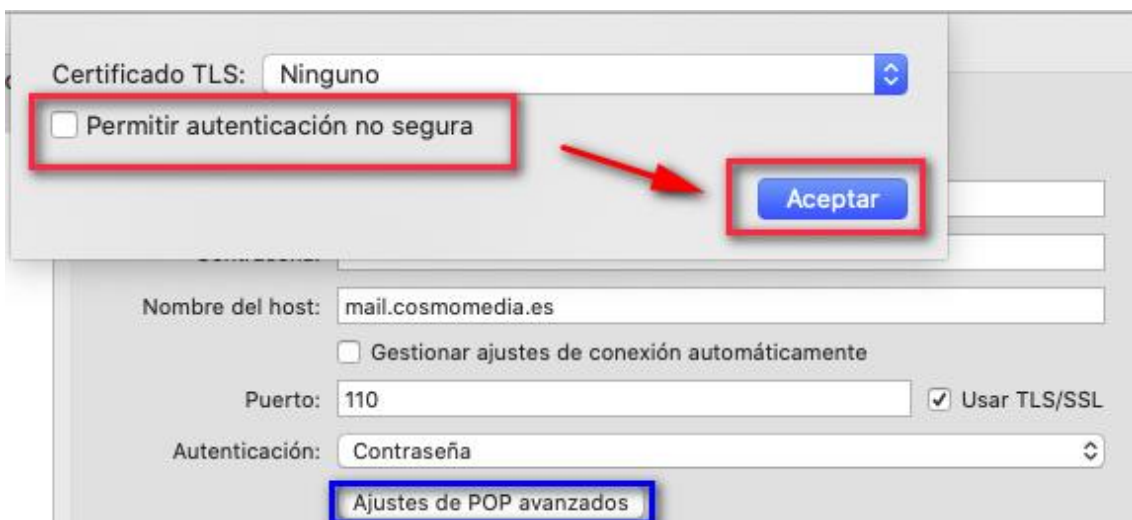 Certificado TLS: Ninguno
Permitir autenticación no segura
Aceptar
Nombre del host: mail.cosmomedia.es
Gestionar ajustes de conexión automáticamente
Puerto: 110 Usar TLS/SSL
Autenticación: Contraseña
Ajustes de POP avanzados